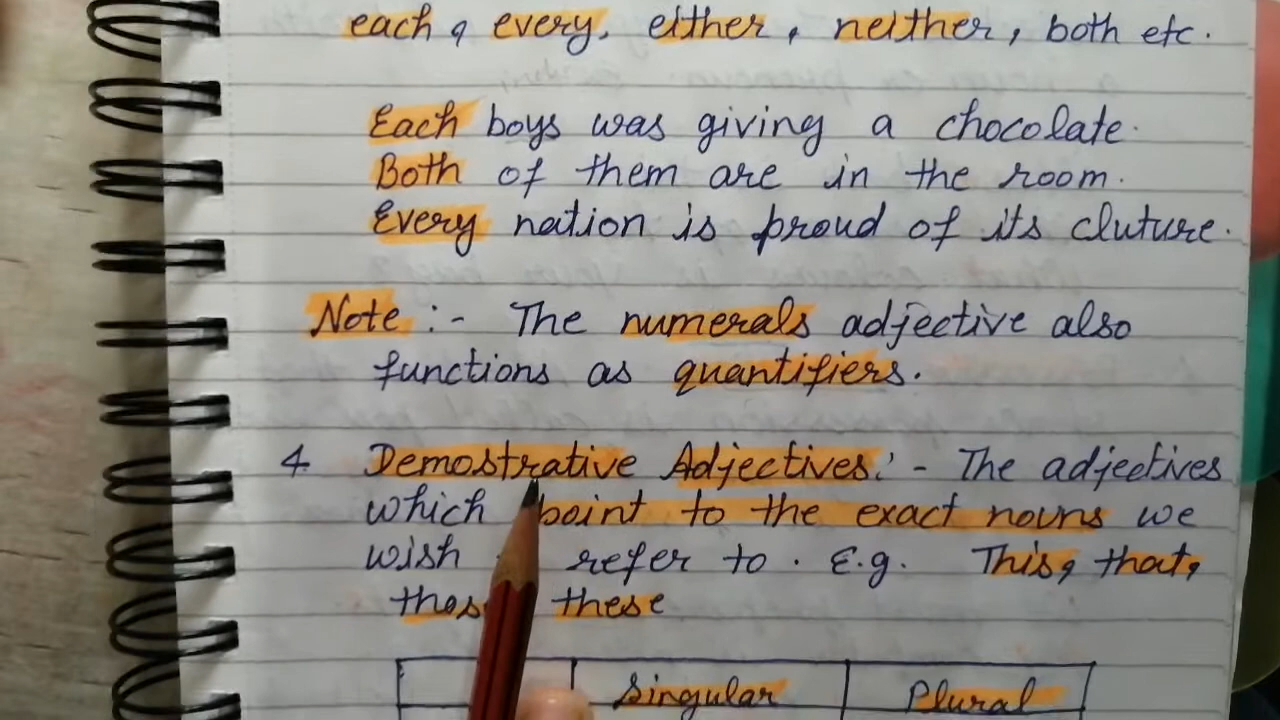 each, every, either, neither, both etc.
Each boys was giving a chocolate.
Both of them are in the room.
Every nation is proud of its cluture.
Note :- The numerals adjective also
functions as quantifiers.
4. Demostrative Adjectives :- The adjectives
which point to the exact nouns we
wish refer to. E.g. This, that,
these
Singular Plural